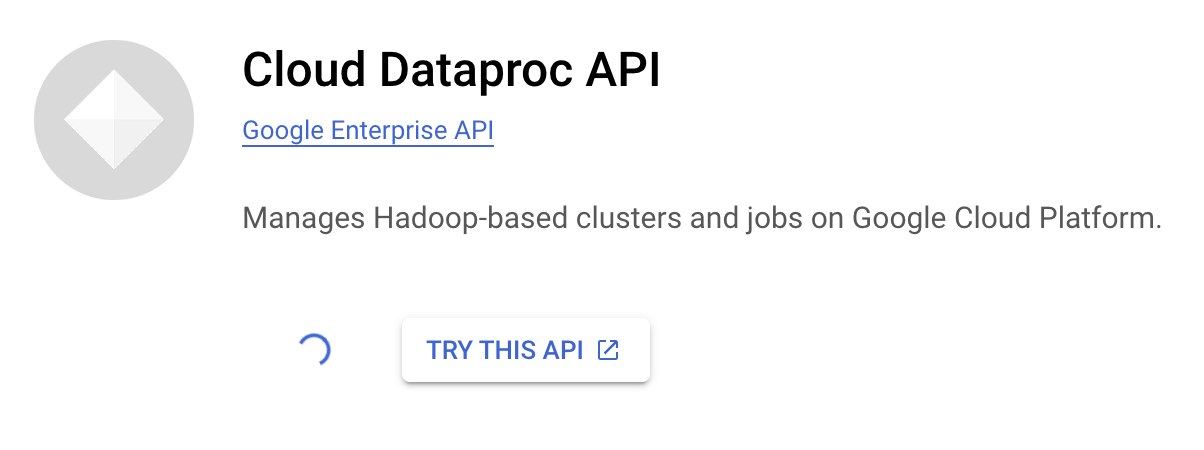 Cloud Dataproc API
Google Enterprise API
Manages Hadoop-based clusters and jobs on Google Cloud Platform.
TRY THIS API